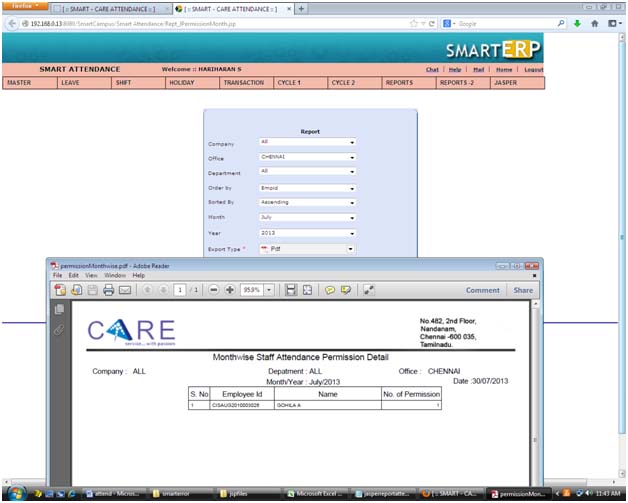 Firefox
[ :: SMART - CARE ATTENDANCE :: ]
[ :: SMART - CARE ATTENDANCE :: ]
192.168.0.13:8080/SmartCampus/Smart Attendance/Rept_IPermissionMonth.jsp
Google
SMARTERP
SMART ATTENDANCE
Welcome :: HARIHARAN S
Chat | Help | Mail | Home | Logout
MASTER LEAVE SHIFT HOLIDAY TRANSACTION CYCLE 1 CYCLE 2 REPORTS REPORTS -2 JASPER
Report
Company All
Office CHENNAI
Department All
Order by Empid
Sorted By Ascending
Month July
Year 2013
Export Type * Pdf
permissionMonthwise.pdf - Adobe Reader
File Edit View Window Help
1 / 1
95.9%
Comment Share
CARE
service... with passion
No.482, 2nd Floor,
Nandanam,
Chennai -600 035,
Tamilnadu.
Monthwise Staff Attendance Permission Detail
Company : ALL Depatment : ALL Office : CHENNAI
Month/Year : July/2013 Date :30/07/2013
S. No Employee Id Name No. of Permission
1 CISAUG2010003026 GOHILA A 1
attend - Micros...
smarterror
jspfiles
Microsoft Excel ...
jasperreportatte...
[ :: SMART - CA...
permissionMon...
11:43 AM